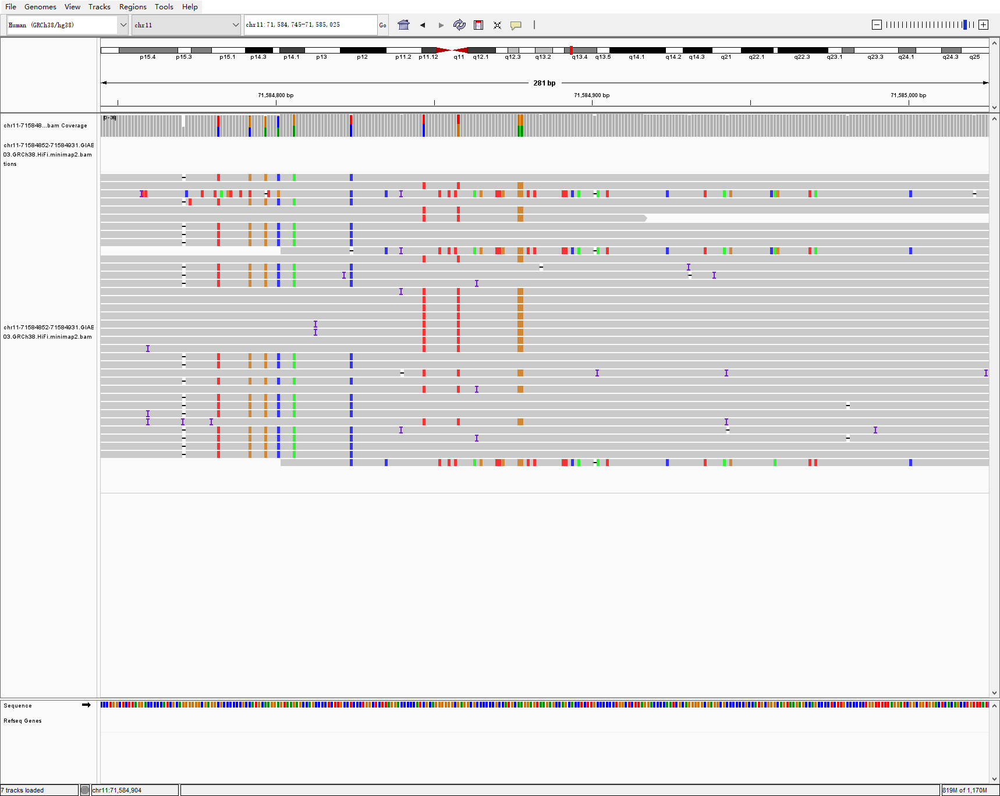 File Genomes View Tracks Regions Tools Help
Human (GRCh38/hg38) chr11 chr11:71,584,745-71,585,025 Go
p15.4 p15.3 p15.1 p14.3 p14.1 p13 p12 p11.2 p11.12 q11 q12.1 q12.3 q13.2 q13.4 q13.5 q14.1 q14.2 q14.3 q21 q22.1 q22.3 q23.1 q23.3 q24.1 q24.3 q25
281 bp
71,584,800 bp 71,584,900 bp 71,585,000 bp
[0-36]
chr11-715848...bam Coverage
chr11-71584852-71584931.GIAB
03.GRCh38.HiFi.minimap2.bam
tions
chr11-71584852-71584931.GIAB
03.GRCh38.HiFi.minimap2.bam
Sequence
Refseq Genes
7 tracks loaded chr11:71,584,904 819M of 1,170M